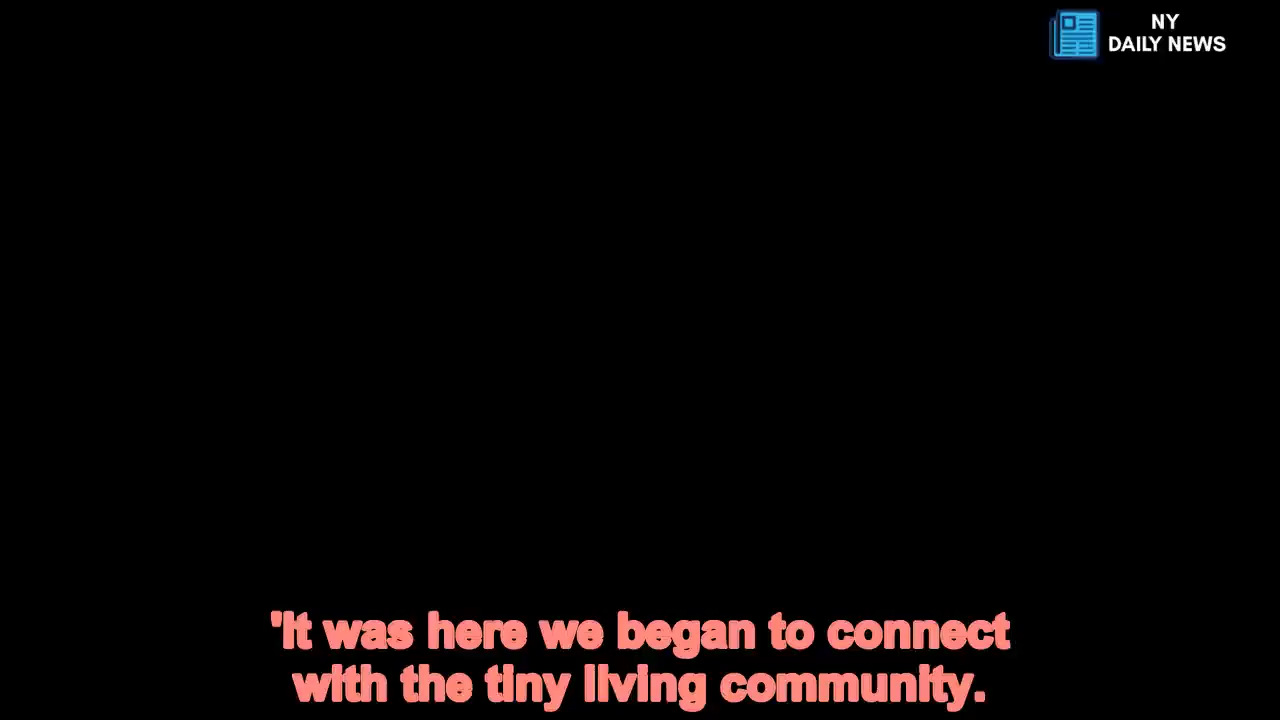 NY
DAILY NEWS
'It was here we began to connect
with the tiny living community.